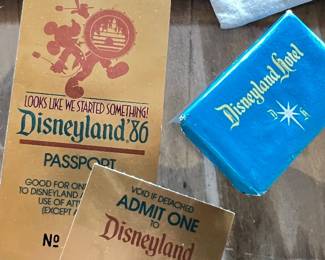 LOOKS LIKE WE STARTED SOMETHING!
Disneyland '86
PASSPORT
GOOD FOR ONE
TO DISNEYLAND
USE OF
(EXCEPT
No
VOID IF DETACHED
ADMIT ONE
TO
Disneyland
Disneyland Hotel
D H